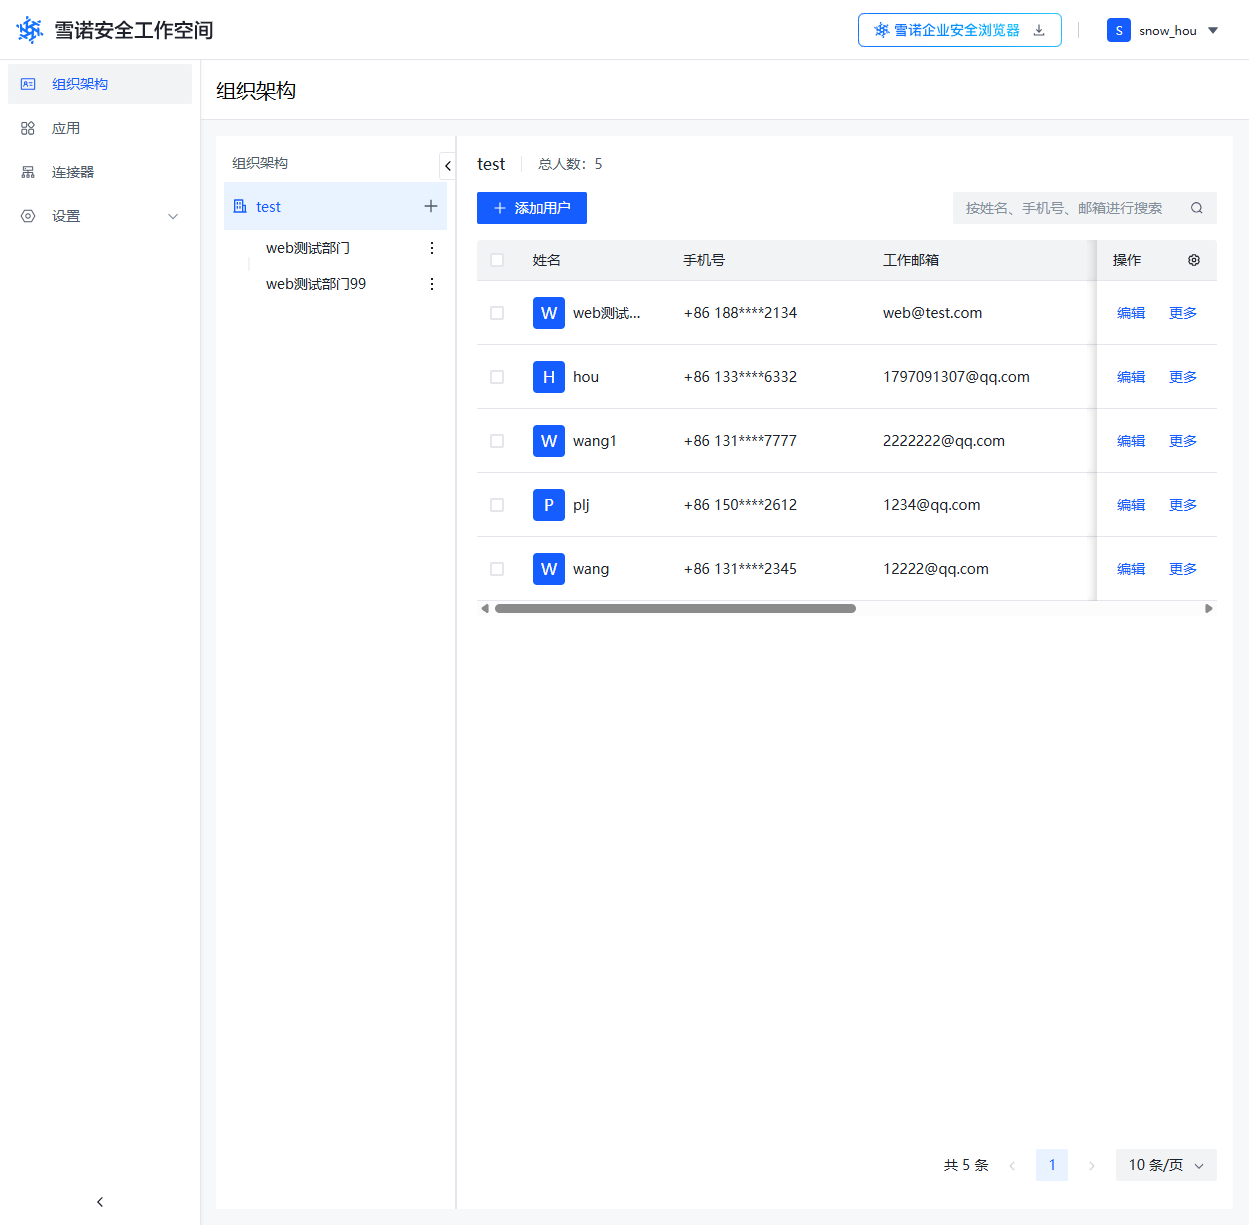 雪诺安全工作空间
雪诺企业安全浏览器
S snow_hou
组织架构
应用
连接器
设置
组织架构
组织架构
test
web测试部门
web测试部门99
test 总人数：5
添加用户
按姓名、手机号、邮箱进行搜索
姓名 手机号 工作邮箱 操作
W web测试... +86 188****2134 web@test.com 编辑 更多
H hou +86 133****6332 1797091307@qq.com 编辑 更多
W wang1 +86 131****7777 2222222@qq.com 编辑 更多
P plj +86 150****2612 1234@qq.com 编辑 更多
W wang +86 131****2345 12222@qq.com 编辑 更多
共 5 条 1 10 条/页